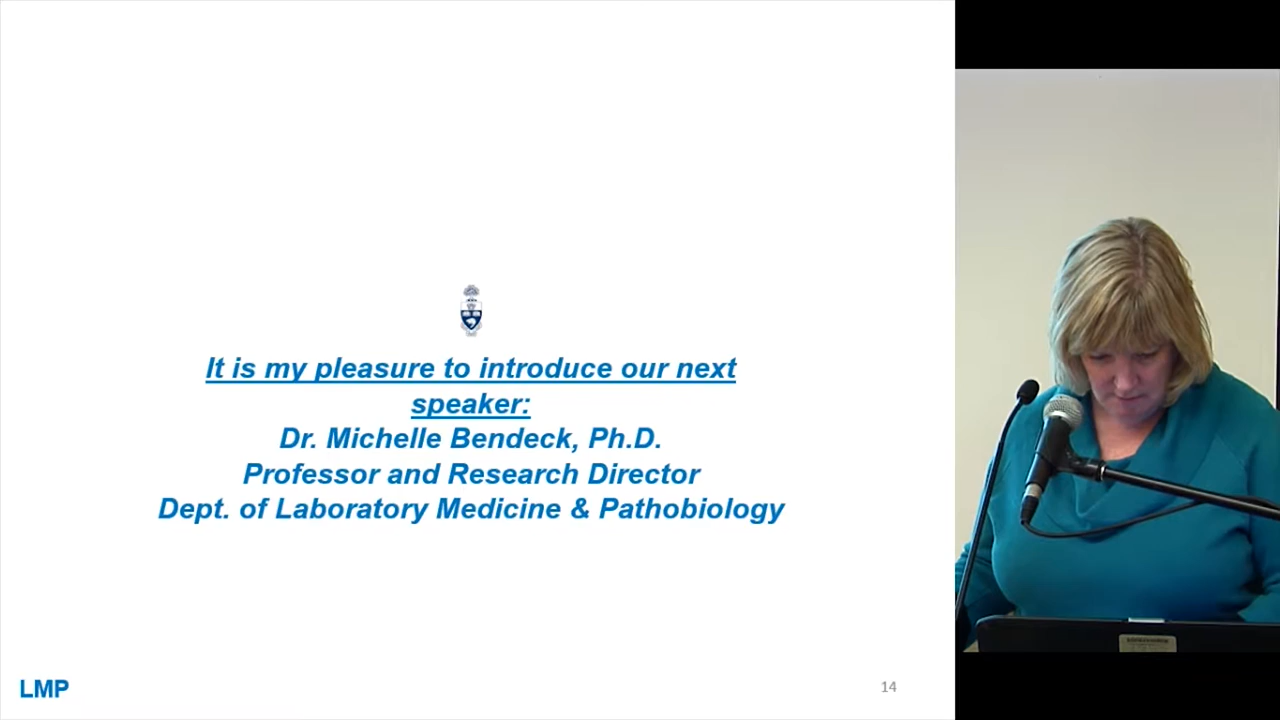 It is my pleasure to introduce our next
speaker:
Dr. Michelle Bendeck, Ph.D.
Professor and Research Director
Dept. of Laboratory Medicine & Pathobiology
LMP
14